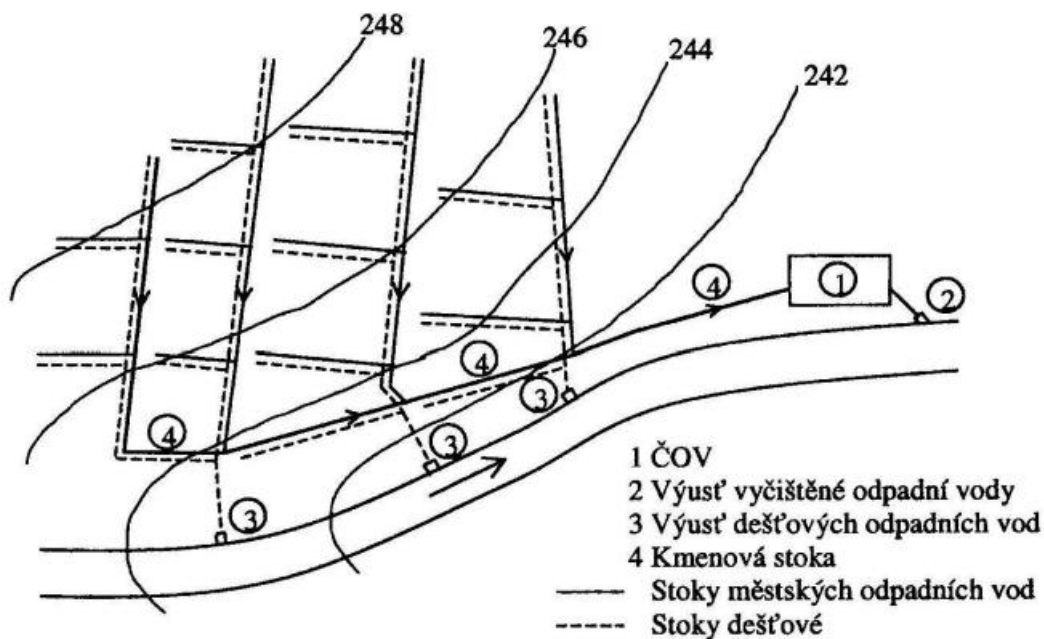 248
246
244
242
4
1
2
4
4
3
3
3
1 ČOV
2 Výusť vyčištěné odpadní vody
3 Výusť dešťových odpadních vod
4 Kmenová stoka
Stoky městských odpadních vod
Stoky dešťové